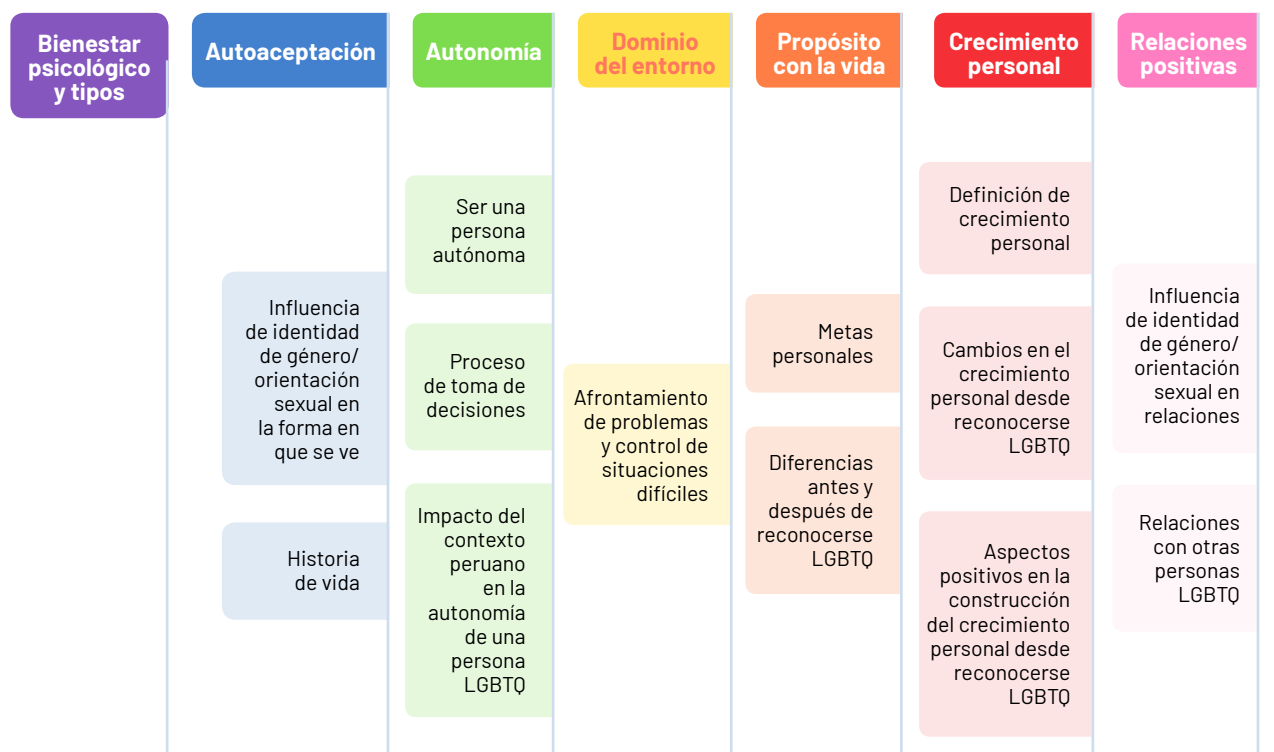 Bienestar
psicológico
y tipos
Autoaceptación
Autonomía
Dominio
del entorno
Propósito
con la vida
Crecimiento
personal
Relaciones
positivas
Influencia
de identidad
de género/
orientación
sexual en
la forma en
que se ve
Historia
de vida
Ser una
persona
autónoma
Proceso
de toma de
decisiones
Impacto del
contexto
peruano
en la
autonomía
de una
persona
LGBTQ
Afrontamiento
de problemas
y control de
situaciones
difíciles
Metas
personales
Diferencias
antes y
después de
reconocerse
LGBTQ
Definición de
crecimiento
personal
Cambios en el
crecimiento
personal desde
reconocerse
LGBTQ
Aspectos
positivos en la
construcción
del crecimiento
personal desde
reconocerse
LGBTQ
Influencia
de identidad
de género/
orientación
sexual en
relaciones
Relaciones
con otras
personas
LGBTQ